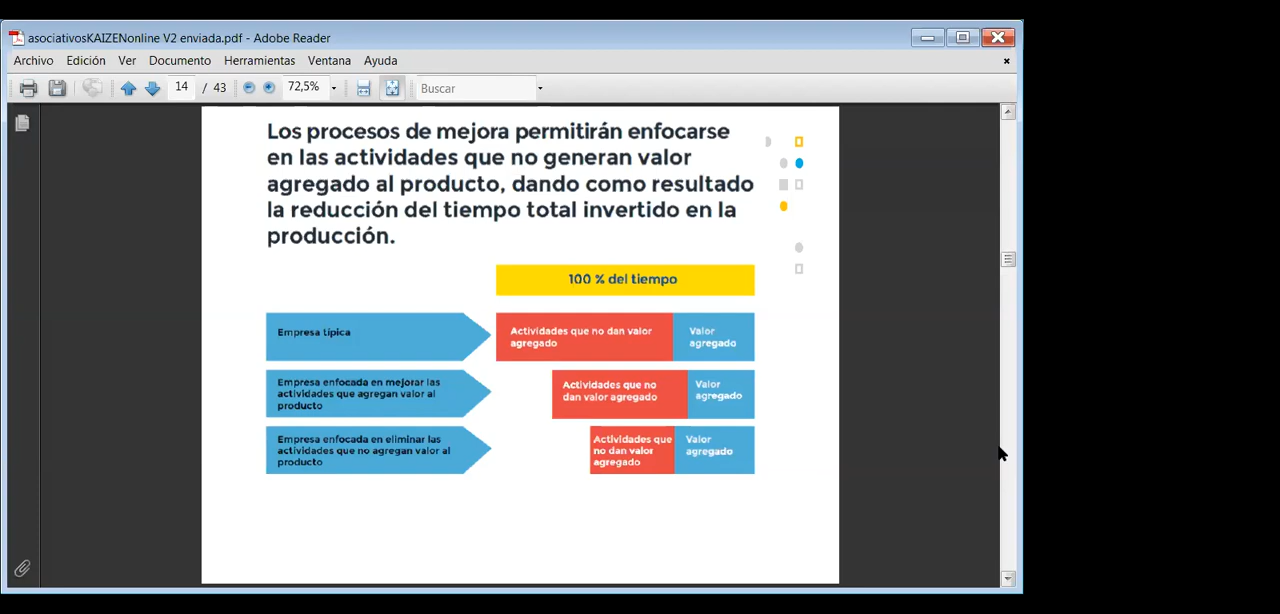 asociativosKAIZENonline V2 enviada.pdf - Adobe Reader
Archivo Edición Ver Documento Herramientas Ventana Ayuda
14 / 43 72,5% Buscar
Los procesos de mejora permitirán enfocarse
en las actividades que no generan valor
agregado al producto, dando como resultado
la reducción del tiempo total invertido en la
producción.
100 % del tiempo
Empresa típica
Actividades que no dan valor
agregado
Valor
agregado
Empresa enfocada en mejorar las
actividades que agregan valor al
producto
Actividades que no
dan valor agregado
Valor
agregado
Empresa enfocada en eliminar las
actividades que no agregan valor al
producto
Actividades que
no dan valor
agregado
Valor
agregado